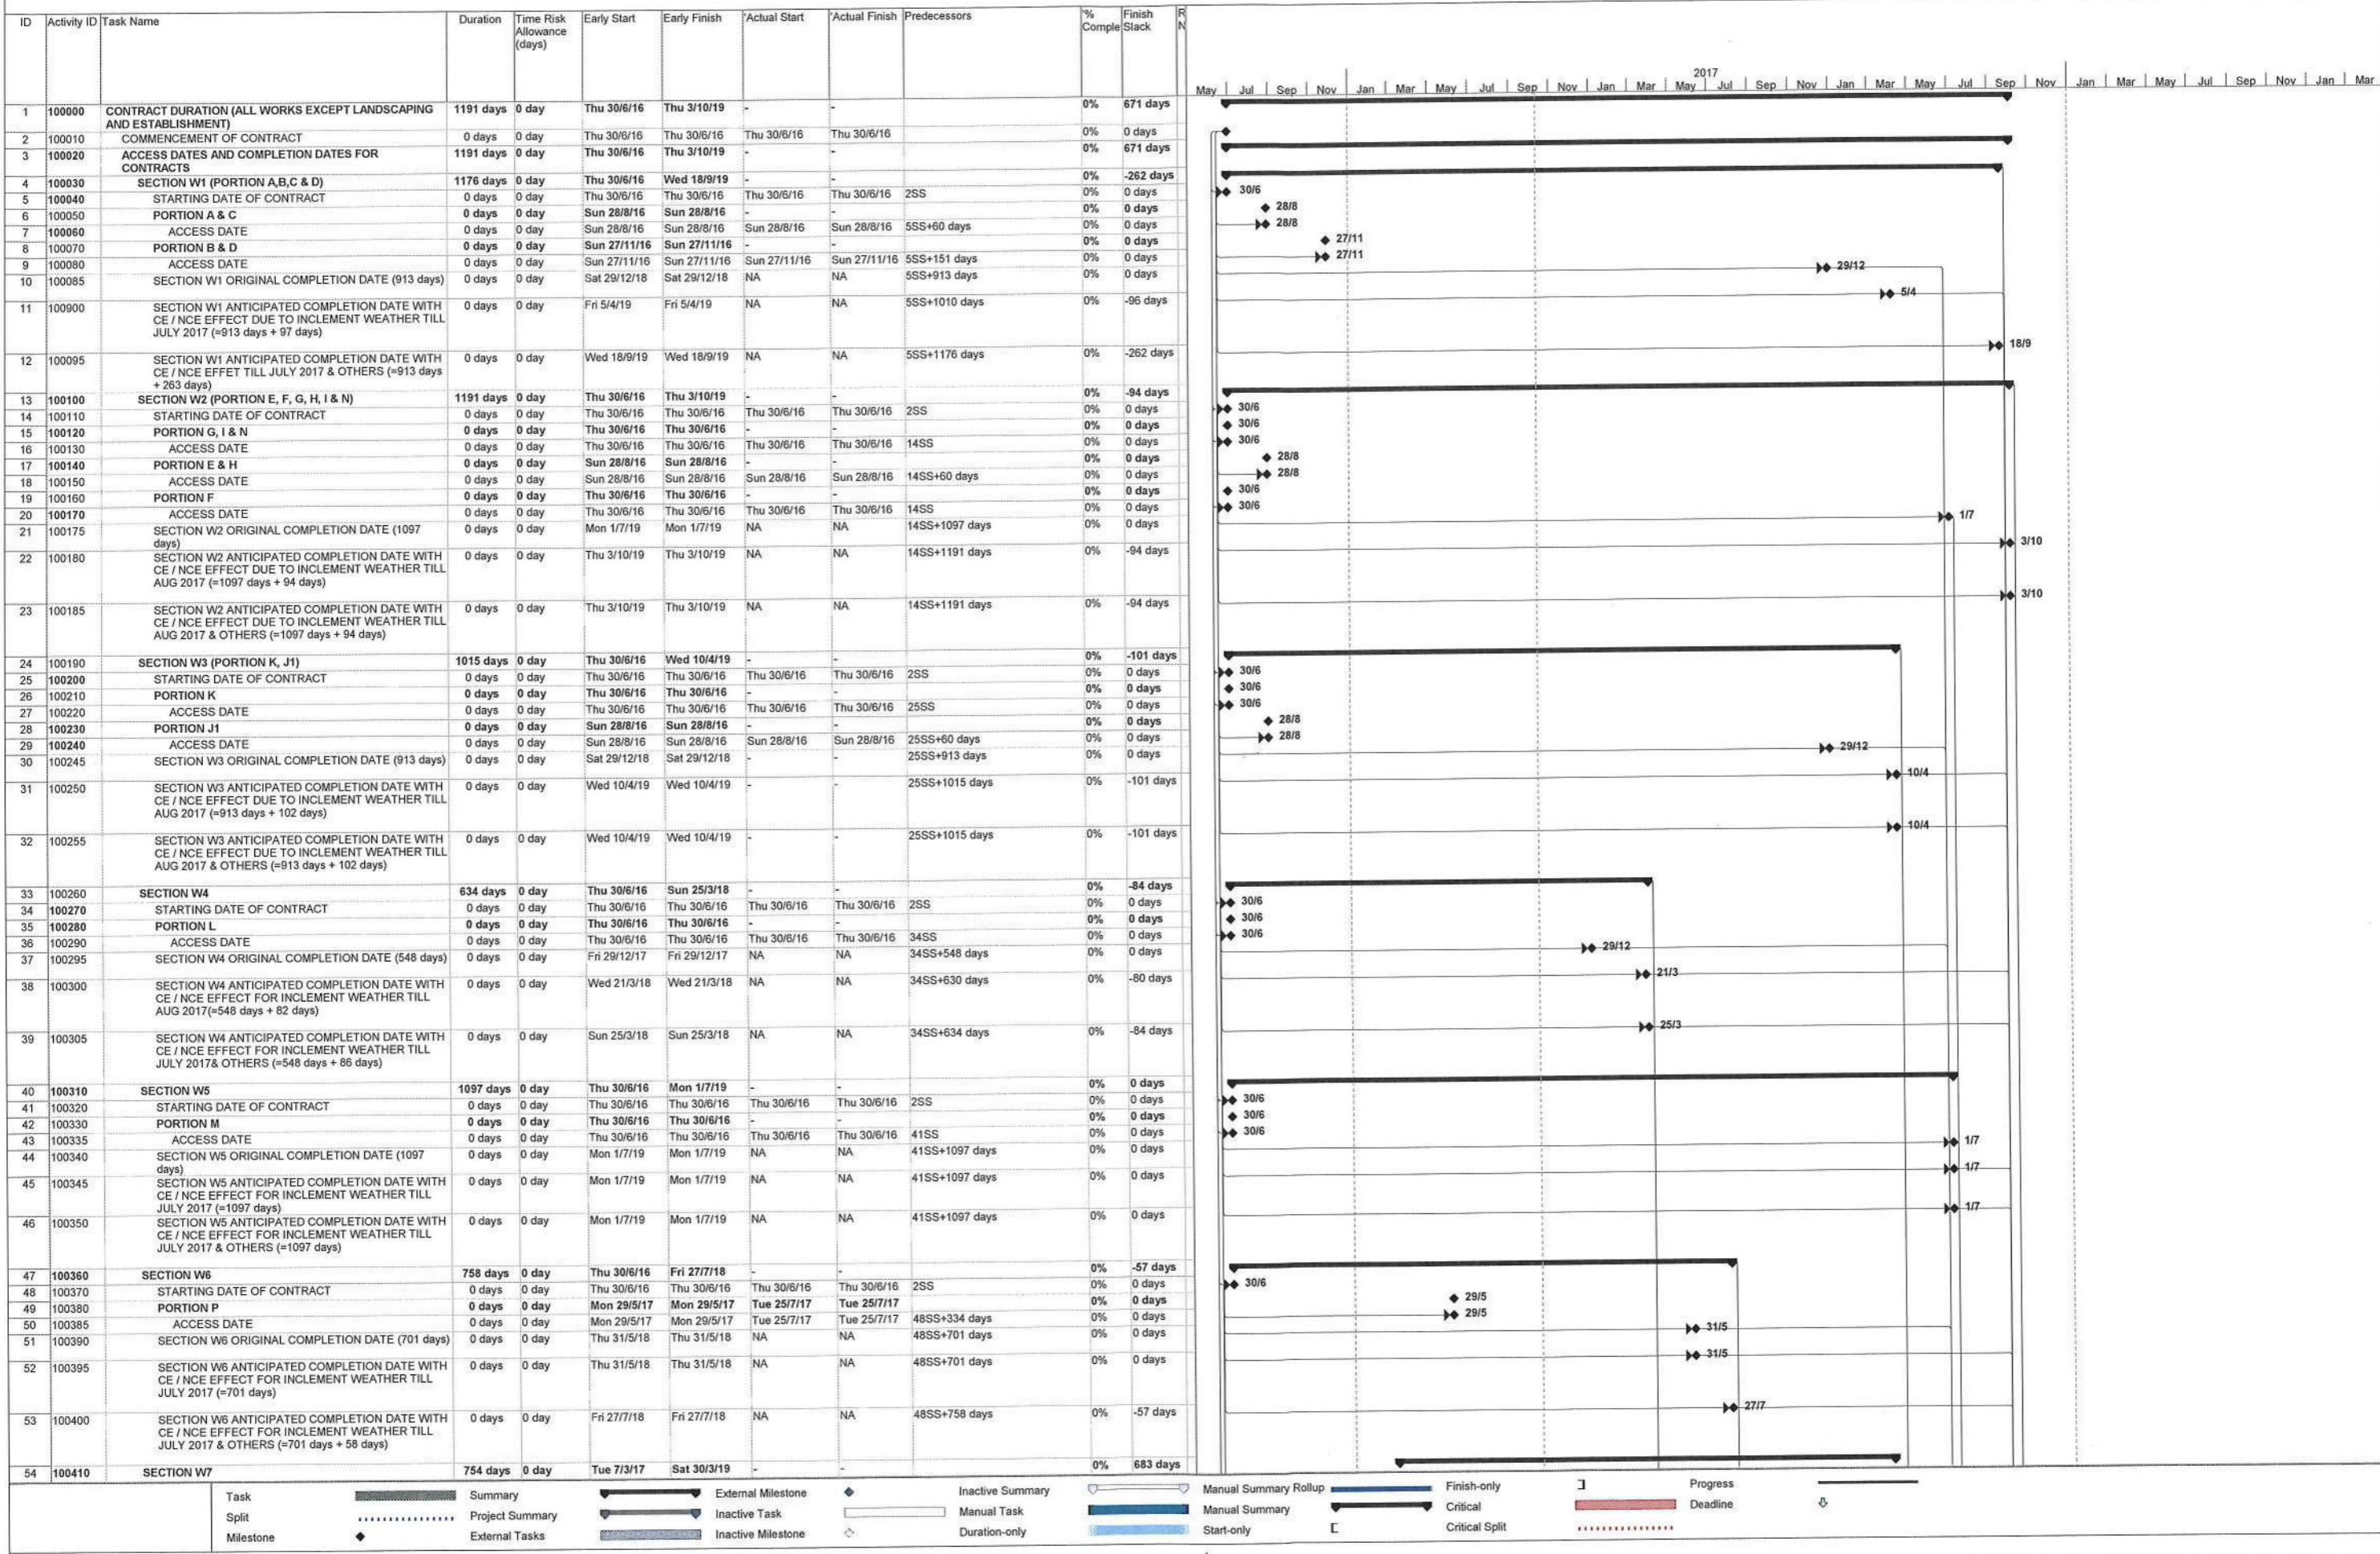 ID Activity ID Task Name Duration Time Risk Early Start Early Finish 'Actual Start 'Actual Finish Predecessors '% Finish R
Allowance Comple Slack N
(days)
2017
May Jul Sep Nov Jan Mar May Jul Sep Nov Jan Mar May Jul Sep Nov Jan Mar May Jul Sep Nov Jan Mar May Jul Sep Nov Jan Mar
1 100000 CONTRACT DURATION (ALL WORKS EXCEPT LANDSCAPING 1191 days 0 day Thu 30/6/16 Thu 3/10/19 - - 0% 671 days
AND ESTABLISHMENT)
2 100010 COMMENCEMENT OF CONTRACT 0 days 0 day Thu 30/6/16 Thu 30/6/16 Thu 30/6/16 Thu 30/6/16 0% 0 days
3 100020 ACCESS DATES AND COMPLETION DATES FOR 1191 days 0 day Thu 30/6/16 Thu 3/10/19 - - 0% 671 days
CONTRACTS
4 100030 SECTION W1 (PORTION A,B,C & D) 1176 days 0 day Thu 30/6/16 Wed 18/9/19 - - 0% -262 days
5 100040 STARTING DATE OF CONTRACT 0 days 0 day Thu 30/6/16 Thu 30/6/16 Thu 30/6/16 Thu 30/6/16 2SS 0% 0 days 30/6
6 100050 PORTION A & C 0 days 0 day Sun 28/8/16 Sun 28/8/16 - - 0% 0 days 28/8
7 100060 ACCESS DATE 0 days 0 day Sun 28/8/16 Sun 28/8/16 Sun 28/8/16 Sun 28/8/16 5SS+60 days 0% 0 days 28/8
8 100070 PORTION B & D 0 days 0 day Sun 27/11/16 Sun 27/11/16 - - 0% 0 days 27/11
9 100080 ACCESS DATE 0 days 0 day Sun 27/11/16 Sun 27/11/16 Sun 27/11/16 Sun 27/11/16 5SS+151 days 0% 0 days 27/11
10 100085 SECTION W1 ORIGINAL COMPLETION DATE (913 days) 0 days 0 day Sat 29/12/18 Sat 29/12/18 NA NA 5SS+913 days 0% 0 days 29/12
11 100900 SECTION W1 ANTICIPATED COMPLETION DATE WITH 0 days 0 day Fri 5/4/19 Fri 5/4/19 NA NA 5SS+1010 days 0% -96 days 5/4
CE / NCE EFFECT DUE TO INCLEMENT WEATHER TILL
JULY 2017 (=913 days + 97 days)
12 100095 SECTION W1 ANTICIPATED COMPLETION DATE WITH 0 days 0 day Wed 18/9/19 Wed 18/9/19 NA NA 5SS+1176 days 0% -262 days 18/9
CE / NCE EFFET TILL JULY 2017 & OTHERS (=913 days
+ 263 days)
13 100100 SECTION W2 (PORTION E, F, G, H, I & N) 1191 days 0 day Thu 30/6/16 Thu 3/10/19 - - 0% -94 days
14 100110 STARTING DATE OF CONTRACT 0 days 0 day Thu 30/6/16 Thu 30/6/16 Thu 30/6/16 Thu 30/6/16 2SS 0% 0 days 30/6
15 100120 PORTION G, I & N 0 days 0 day Thu 30/6/16 Thu 30/6/16 - - 0% 0 days 30/6
16 100130 ACCESS DATE 0 days 0 day Thu 30/6/16 Thu 30/6/16 Thu 30/6/16 Thu 30/6/16 14SS 0% 0 days 30/6
17 100140 PORTION E & H 0 days 0 day Sun 28/8/16 Sun 28/8/16 - - 0% 0 days 28/8
18 100150 ACCESS DATE 0 days 0 day Sun 28/8/16 Sun 28/8/16 Sun 28/8/16 Sun 28/8/16 14SS+60 days 0% 0 days 28/8
19 100160 PORTION F 0 days 0 day Thu 30/6/16 Thu 30/6/16 - - 0% 0 days 30/6
20 100170 ACCESS DATE 0 days 0 day Thu 30/6/16 Thu 30/6/16 Thu 30/6/16 Thu 30/6/16 14SS 0% 0 days 30/6
21 100175 SECTION W2 ORIGINAL COMPLETION DATE (1097 0 days 0 day Mon 1/7/19 Mon 1/7/19 NA NA 14SS+1097 days 0% 0 days 1/7
days)
22 100180 SECTION W2 ANTICIPATED COMPLETION DATE WITH 0 days 0 day Thu 3/10/19 Thu 3/10/19 NA NA 14SS+1191 days 0% -94 days 3/10
CE / NCE EFFECT DUE TO INCLEMENT WEATHER TILL
AUG 2017 (=1097 days + 94 days)
23 100185 SECTION W2 ANTICIPATED COMPLETION DATE WITH 0 days 0 day Thu 3/10/19 Thu 3/10/19 NA NA 14SS+1191 days 0% -94 days 3/10
CE / NCE EFFECT DUE TO INCLEMENT WEATHER TILL
AUG 2017 & OTHERS (=1097 days + 94 days)
24 100190 SECTION W3 (PORTION K, J1) 1015 days 0 day Thu 30/6/16 Wed 10/4/19 - - 0% -101 days
25 100200 STARTING DATE OF CONTRACT 0 days 0 day Thu 30/6/16 Thu 30/6/16 Thu 30/6/16 Thu 30/6/16 2SS 0% 0 days 30/6
26 100210 PORTION K 0 days 0 day Thu 30/6/16 Thu 30/6/16 - - 0% 0 days 30/6
27 100220 ACCESS DATE 0 days 0 day Thu 30/6/16 Thu 30/6/16 Thu 30/6/16 Thu 30/6/16 25SS 0% 0 days 30/6
28 100230 PORTION J1 0 days 0 day Sun 28/8/16 Sun 28/8/16 - - 0% 0 days 28/8
29 100240 ACCESS DATE 0 days 0 day Sun 28/8/16 Sun 28/8/16 Sun 28/8/16 Sun 28/8/16 25SS+60 days 0% 0 days 28/8
30 100245 SECTION W3 ORIGINAL COMPLETION DATE (913 days) 0 days 0 day Sat 29/12/18 Sat 29/12/18 - - 25SS+913 days 0% 0 days 29/12
31 100250 SECTION W3 ANTICIPATED COMPLETION DATE WITH 0 days 0 day Wed 10/4/19 Wed 10/4/19 - - 25SS+1015 days 0% -101 days 10/4
CE / NCE EFFECT DUE TO INCLEMENT WEATHER TILL
AUG 2017 (=913 days + 102 days)
32 100255 SECTION W3 ANTICIPATED COMPLETION DATE WITH 0 days 0 day Wed 10/4/19 Wed 10/4/19 - - 25SS+1015 days 0% -101 days 10/4
CE / NCE EFFECT DUE TO INCLEMENT WEATHER TILL
AUG 2017 & OTHERS (=913 days + 102 days)
33 100260 SECTION W4 634 days 0 day Thu 30/6/16 Sun 25/3/18 - - 0% -84 days
34 100270 STARTING DATE OF CONTRACT 0 days 0 day Thu 30/6/16 Thu 30/6/16 Thu 30/6/16 Thu 30/6/16 2SS 0% 0 days 30/6
35 100280 PORTION L 0 days 0 day Thu 30/6/16 Thu 30/6/16 - - 0% 0 days 30/6
36 100290 ACCESS DATE 0 days 0 day Thu 30/6/16 Thu 30/6/16 Thu 30/6/16 Thu 30/6/16 34SS 0% 0 days 30/6
37 100295 SECTION W4 ORIGINAL COMPLETION DATE (548 days) 0 days 0 day Fri 29/12/17 Fri 29/12/17 NA NA 34SS+548 days 0% 0 days 29/12
38 100300 SECTION W4 ANTICIPATED COMPLETION DATE WITH 0 days 0 day Wed 21/3/18 Wed 21/3/18 NA NA 34SS+630 days 0% -80 days 21/3
CE / NCE EFFECT FOR INCLEMENT WEATHER TILL
AUG 2017(=548 days + 82 days)
39 100305 SECTION W4 ANTICIPATED COMPLETION DATE WITH 0 days 0 day Sun 25/3/18 Sun 25/3/18 NA NA 34SS+634 days 0% -84 days 25/3
CE / NCE EFFECT FOR INCLEMENT WEATHER TILL
JULY 2017& OTHERS (=548 days + 86 days)
40 100310 SECTION W5 1097 days 0 day Thu 30/6/16 Mon 1/7/19 - - 0% 0 days
41 100320 STARTING DATE OF CONTRACT 0 days 0 day Thu 30/6/16 Thu 30/6/16 Thu 30/6/16 Thu 30/6/16 2SS 0% 0 days 30/6
42 100330 PORTION M 0 days 0 day Thu 30/6/16 Thu 30/6/16 - - 0% 0 days 30/6
43 100335 ACCESS DATE 0 days 0 day Thu 30/6/16 Thu 30/6/16 Thu 30/6/16 Thu 30/6/16 41SS 0% 0 days 30/6
44 100340 SECTION W5 ORIGINAL COMPLETION DATE (1097 0 days 0 day Mon 1/7/19 Mon 1/7/19 NA NA 41SS+1097 days 0% 0 days 1/7
days)
45 100345 SECTION W5 ANTICIPATED COMPLETION DATE WITH 0 days 0 day Mon 1/7/19 Mon 1/7/19 NA NA 41SS+1097 days 0% 0 days 1/7
CE / NCE EFFECT FOR INCLEMENT WEATHER TILL
JULY 2017 (=1097 days)
46 100350 SECTION W5 ANTICIPATED COMPLETION DATE WITH 0 days 0 day Mon 1/7/19 Mon 1/7/19 NA NA 41SS+1097 days 0% 0 days 1/7
CE / NCE EFFECT FOR INCLEMENT WEATHER TILL
JULY 2017 & OTHERS (=1097 days)
47 100360 SECTION W6 758 days 0 day Thu 30/6/16 Fri 27/7/18 - - 0% -57 days
48 100370 STARTING DATE OF CONTRACT 0 days 0 day Thu 30/6/16 Thu 30/6/16 Thu 30/6/16 Thu 30/6/16 2SS 0% 0 days 30/6
49 100380 PORTION P 0 days 0 day Mon 29/5/17 Mon 29/5/17 Tue 25/7/17 Tue 25/7/17 0% 0 days 29/5
50 100385 ACCESS DATE 0 days 0 day Mon 29/5/17 Mon 29/5/17 Tue 25/7/17 Tue 25/7/17 48SS+334 days 0% 0 days 29/5
51 100390 SECTION W6 ORIGINAL COMPLETION DATE (701 days) 0 days 0 day Thu 31/5/18 Thu 31/5/18 NA NA 48SS+701 days 0% 0 days 31/5
52 100395 SECTION W6 ANTICIPATED COMPLETION DATE WITH 0 days 0 day Thu 31/5/18 Thu 31/5/18 NA NA 48SS+701 days 0% 0 days 31/5
CE / NCE EFFECT FOR INCLEMENT WEATHER TILL
JULY 2017 (=701 days)
53 100400 SECTION W6 ANTICIPATED COMPLETION DATE WITH 0 days 0 day Fri 27/7/18 Fri 27/7/18 NA NA 48SS+758 days 0% -57 days 27/7
CE / NCE EFFECT FOR INCLEMENT WEATHER TILL
JULY 2017 & OTHERS (=701 days + 58 days)
54 100410 SECTION W7 754 days 0 day Tue 7/3/17 Sat 30/3/19 - - 0% 683 days
Task Summary External Milestone Inactive Summary Manual Summary Rollup Finish-only Progress
Split Project Summary Inactive Task Manual Task Manual Summary Critical Deadline
Milestone External Tasks Inactive Milestone Duration-only Start-only Critical Split